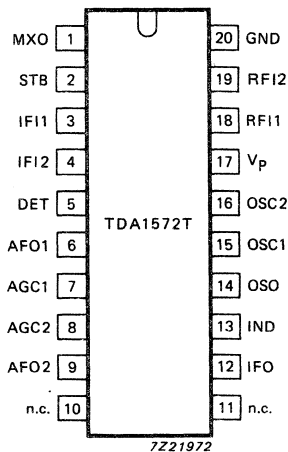 MXO 1 20 GND
STB 2 19 RFI2
IFI1 3 18 RFI1
IFI2 4 17 Vp
DET 5 16 OSC2
TDA1572T
AFO1 6 15 OSC1
AGC1 7 14 OSO
AGC2 8 13 IND
AFO2 9 12 IFO
n.c. 10 11 n.c.
7Z21972